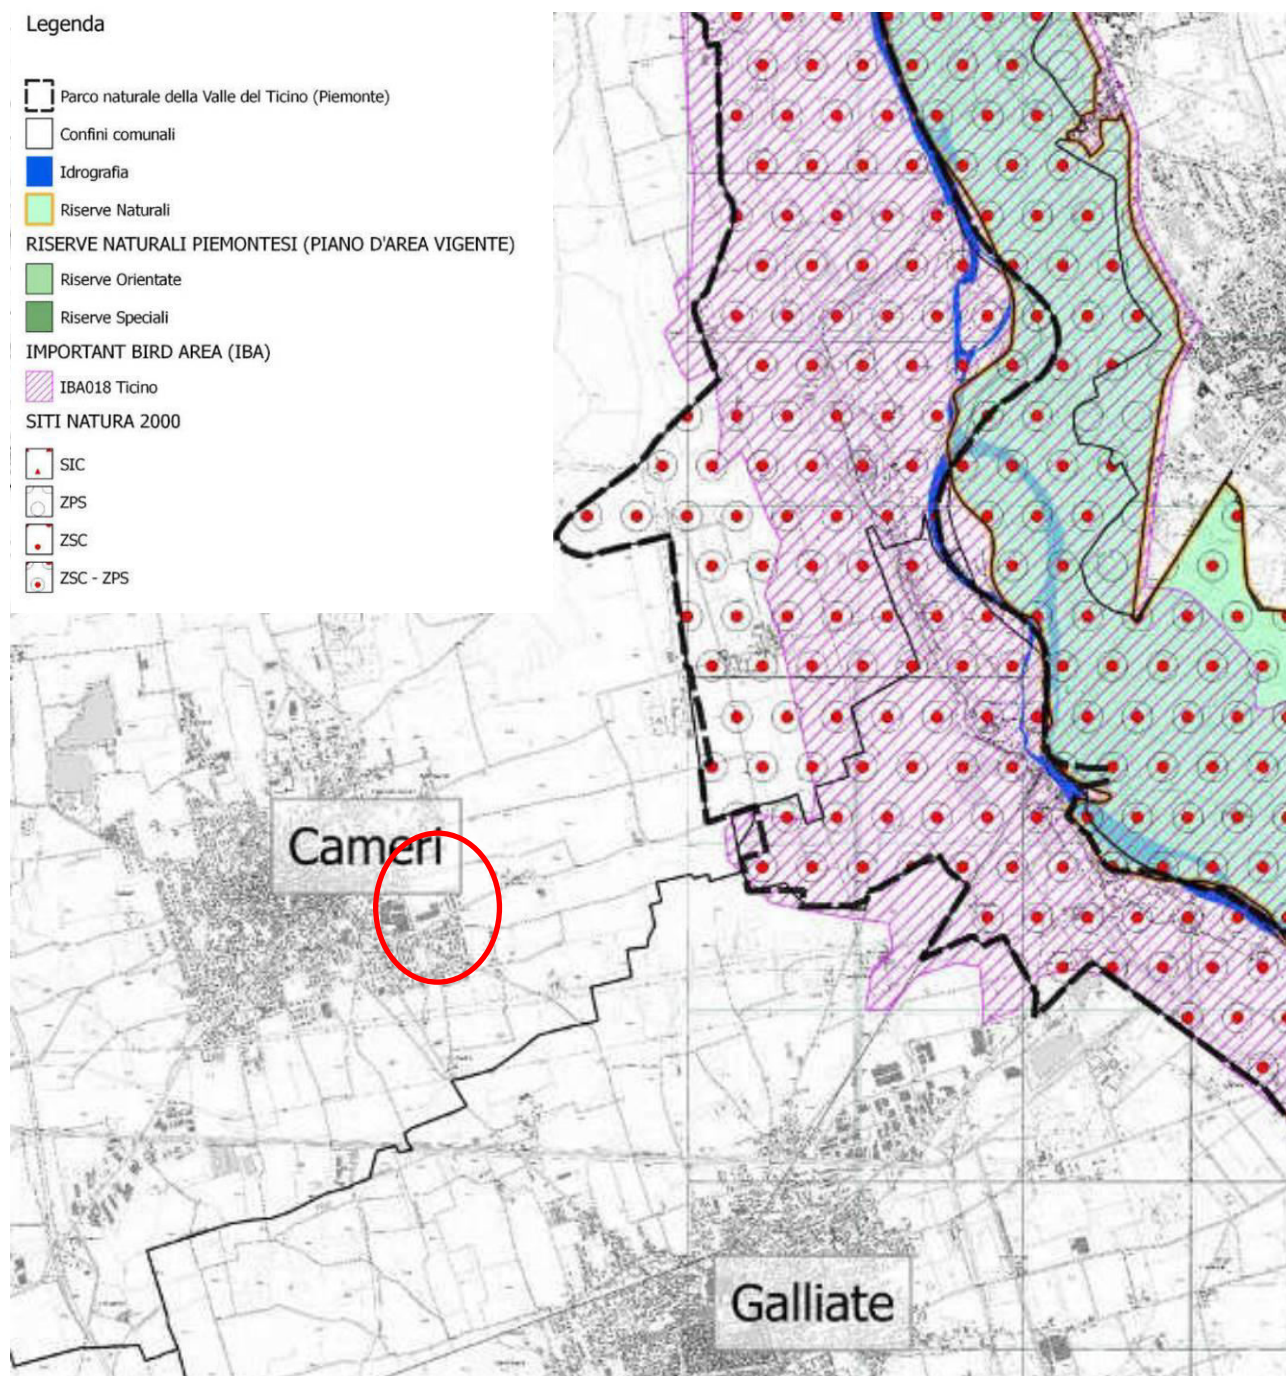 Legenda
Parco naturale della Valle del Ticino (Piemonte)
Confini comunali
Idrografia
Riserve Naturali
RISERVE NATURALI PIEMONTESI (PIANO D'AREA VIGENTE)
Riserve Orientate
Riserve Speciali
IMPORTANT BIRD AREA (IBA)
IBA018 Ticino
SITI NATURA 2000
SIC
ZPS
ZSC
ZSC - ZPS
Cameri
Galliate